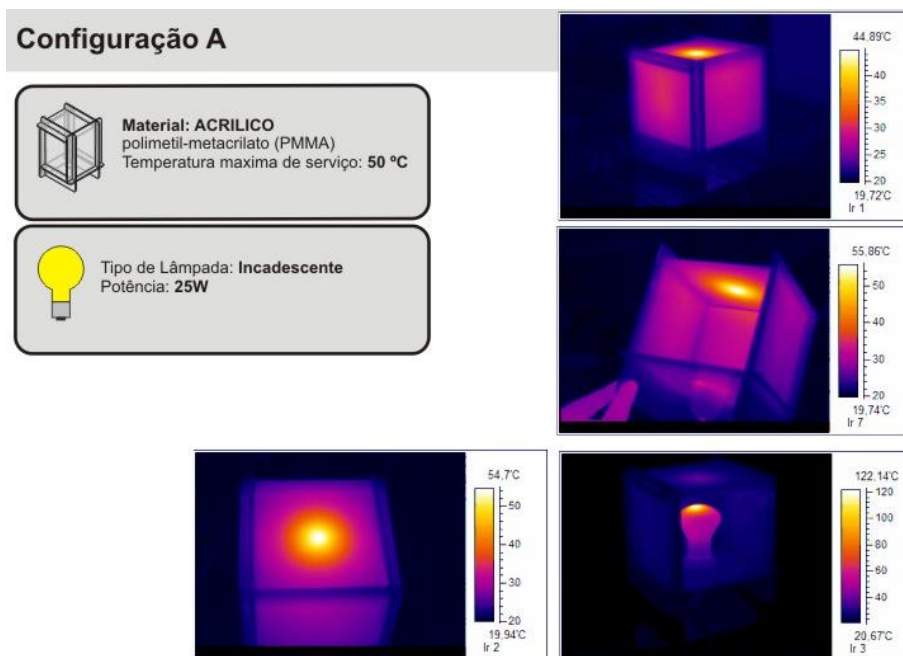 Configuração A
Material: ACRILICO
polimetil-metacrilato (PMMA)
Temperatura maxima de serviço: 50 ºC
Tipo de Lâmpada: Incadescente
Potência: 25W
44,89°C
40
35
30
25
20
19,72°C
Ir 1
55,86°C
50
40
30
20
19,74°C
Ir 7
54,7°C
50
40
30
20
19,94°C
Ir 2
122,14°C
120
100
80
60
40
20,67°C
Ir 3